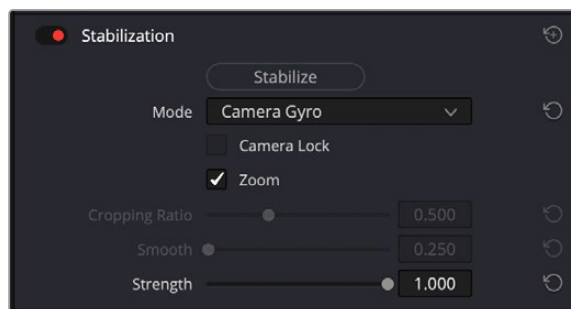 Stabilization
Stabilize
Mode Camera Gyro
Camera Lock
Zoom
Cropping Ratio 0.500
Smooth 0.250
Strength 1.000